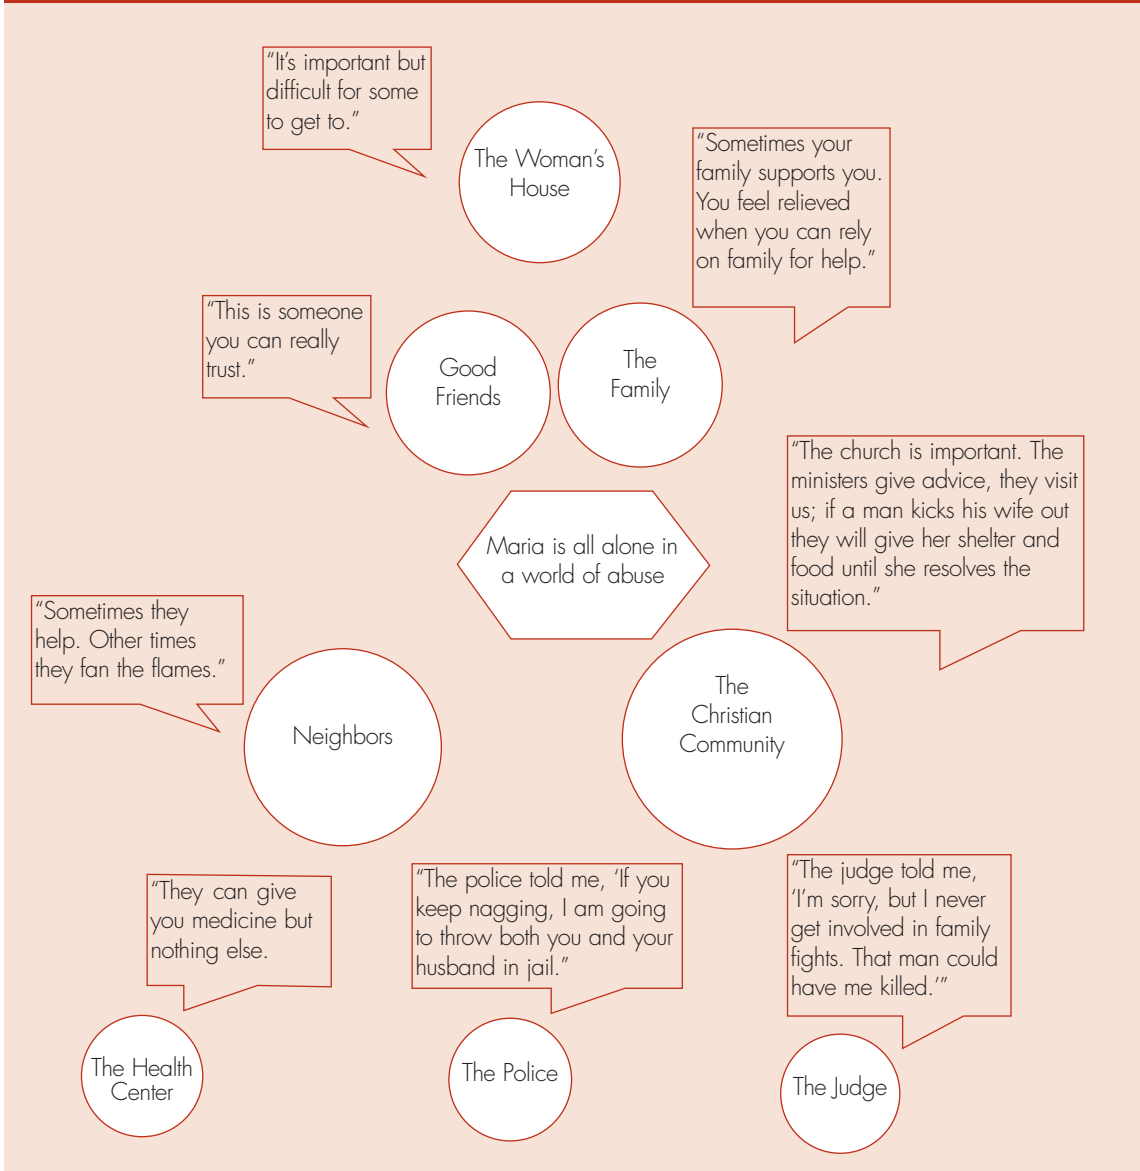 “It’s important but
difficult for some
to get to.”
The Woman’s
House
“Sometimes your
family supports you.
You feel relieved
when you can rely
on family for help.”
“This is someone
you can really
trust.”
Good
Friends
The
Family
“The church is important. The
ministers give advice, they visit
us; if a man kicks his wife out
they will give her shelter and
food until she resolves the
situation.”
Maria is all alone in
a world of abuse
“Sometimes they
help. Other times
they fan the flames.”
Neighbors
The
Christian
Community
“They can give
you medicine but
nothing else.
“The police told me, ‘If you
keep nagging, I am going
to throw both you and your
husband in jail.”
“The judge told me,
‘I’m sorry, but I never
get involved in family
fights. That man could
have me killed.’”
The Health
Center
The Police
The Judge